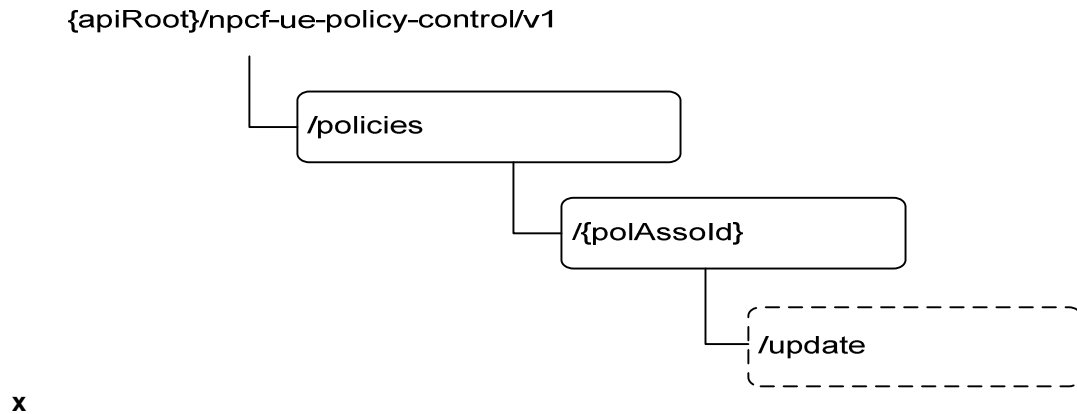 {apiRoot}/npcf-ue-policy-control/v1
/policies
/{polAssoId}
/update
x